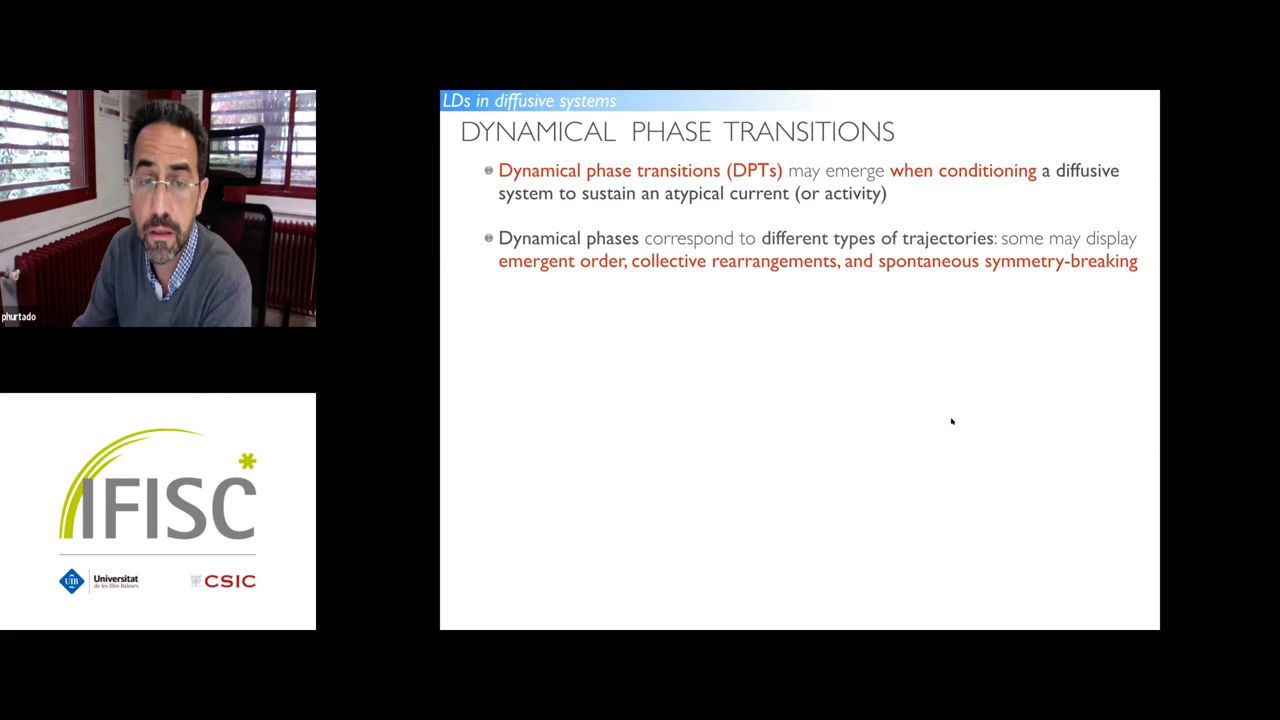 LDs in diffusive systems
DYNAMICAL PHASE TRANSITIONS
Dynamical phase transitions (DPTs) may emerge when conditioning a diffusive
system to sustain an atypical current (or activity)
Dynamical phases correspond to different types of trajectories: some may display
emergent order, collective rearrangements, and spontaneous symmetry-breaking
phurtado
IFISC
UIB
Universitat
de les Illes Balears
CSIC